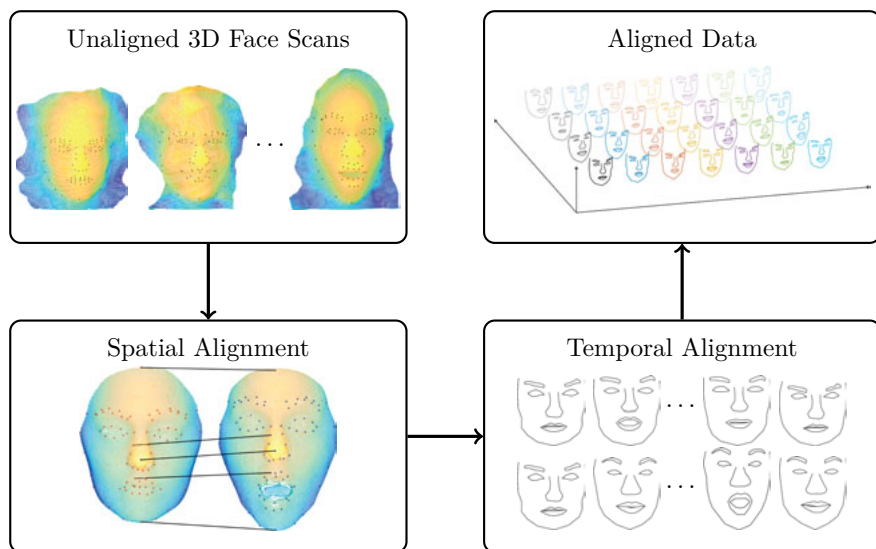 Unaligned 3D Face Scans
. . .
Aligned Data
Spatial Alignment
Temporal Alignment
. . .
. . .